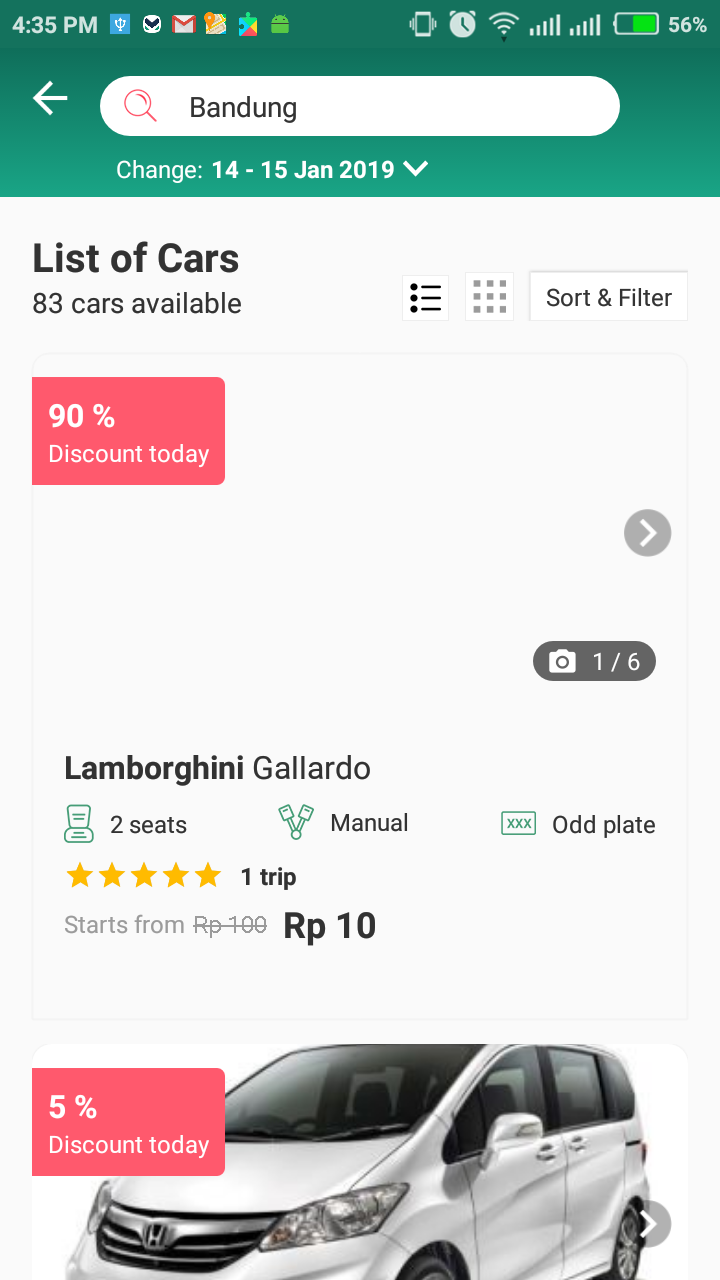 4:35 PM
56%
Bandung
Change: 14 - 15 Jan 2019
List of Cars
83 cars available
Sort & Filter
90 %
Discount today
1 / 6
Lamborghini Gallardo
2 seats
Manual
XXX
Odd plate
1 trip
Starts from Rp 100 Rp 10
5 %
Discount today